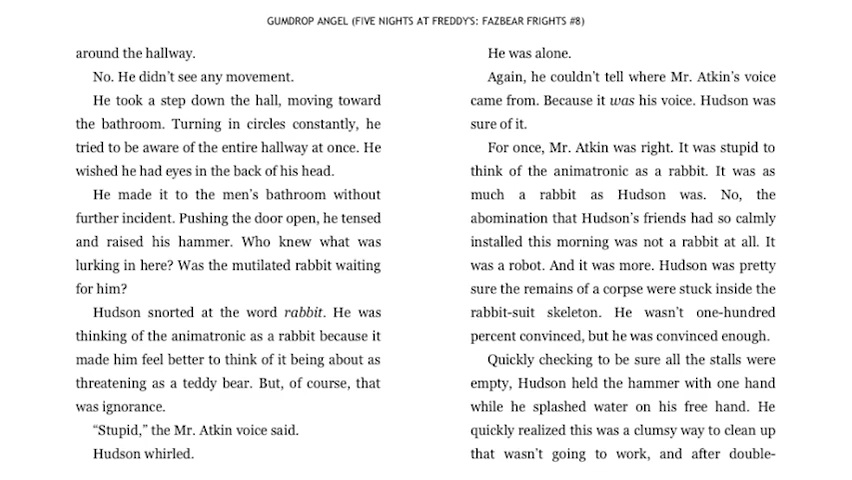 GUMDROP ANGEL (FIVE NIGHTS AT FREDDY'S: FAZBEAR FRIGHTS #8)
around the hallway.
No. He didn't see any movement.
He took a step down the hall, moving toward
the bathroom. Turning in circles constantly, he
tried to be aware of the entire hallway at once. He
wished he had eyes in the back of his head.
He made it to the men's bathroom without
further incident. Pushing the door open, he tensed
and raised his hammer. Who knew what was
lurking in here? Was the mutilated rabbit waiting
for him?
Hudson snorted at the word rabbit. He was
thinking of the animatronic as a rabbit because it
made him feel better to think of it being about as
threatening as a teddy bear. But, of course, that
was ignorance.
“Stupid,” the Mr. Atkin voice said.
Hudson whirled.
He was alone.
Again, he couldn't tell where Mr. Atkin's voice
came from. Because it was his voice. Hudson was
sure of it.
For once, Mr. Atkin was right. It was stupid to
think of the animatronic as a rabbit. It was as
much a rabbit as Hudson was. No, the
abomination that Hudson's friends had so calmly
installed this morning was not a rabbit at all. It
was a robot. And it was more. Hudson was pretty
sure the remains of a corpse were stuck inside the
rabbit-suit skeleton. He wasn't one-hundred
percent convinced, but he was convinced enough.
Quickly checking to be sure all the stalls were
empty, Hudson held the hammer with one hand
while he splashed water on his free hand. He
quickly realized this was a clumsy way to clean up
that wasn't going to work, and after double-